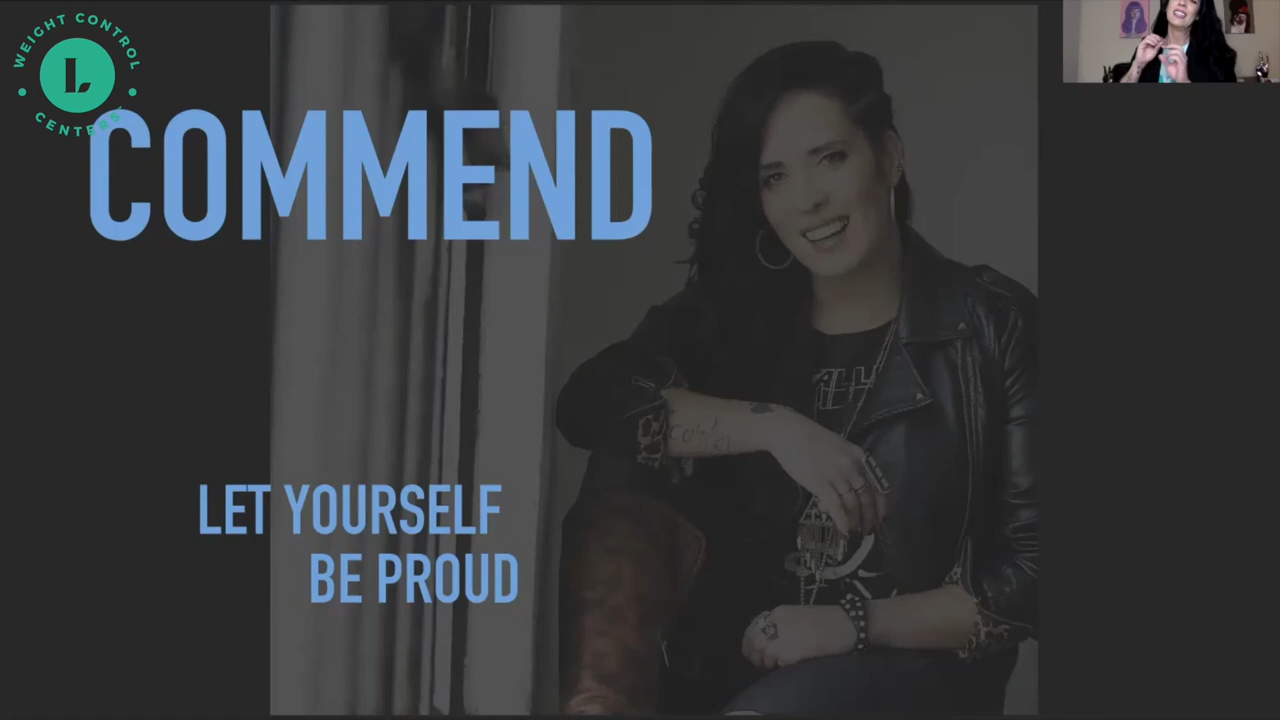 WEIGHT CONTROL
L
CENTERS
COMMEND
LET YOURSELF
BE PROUD